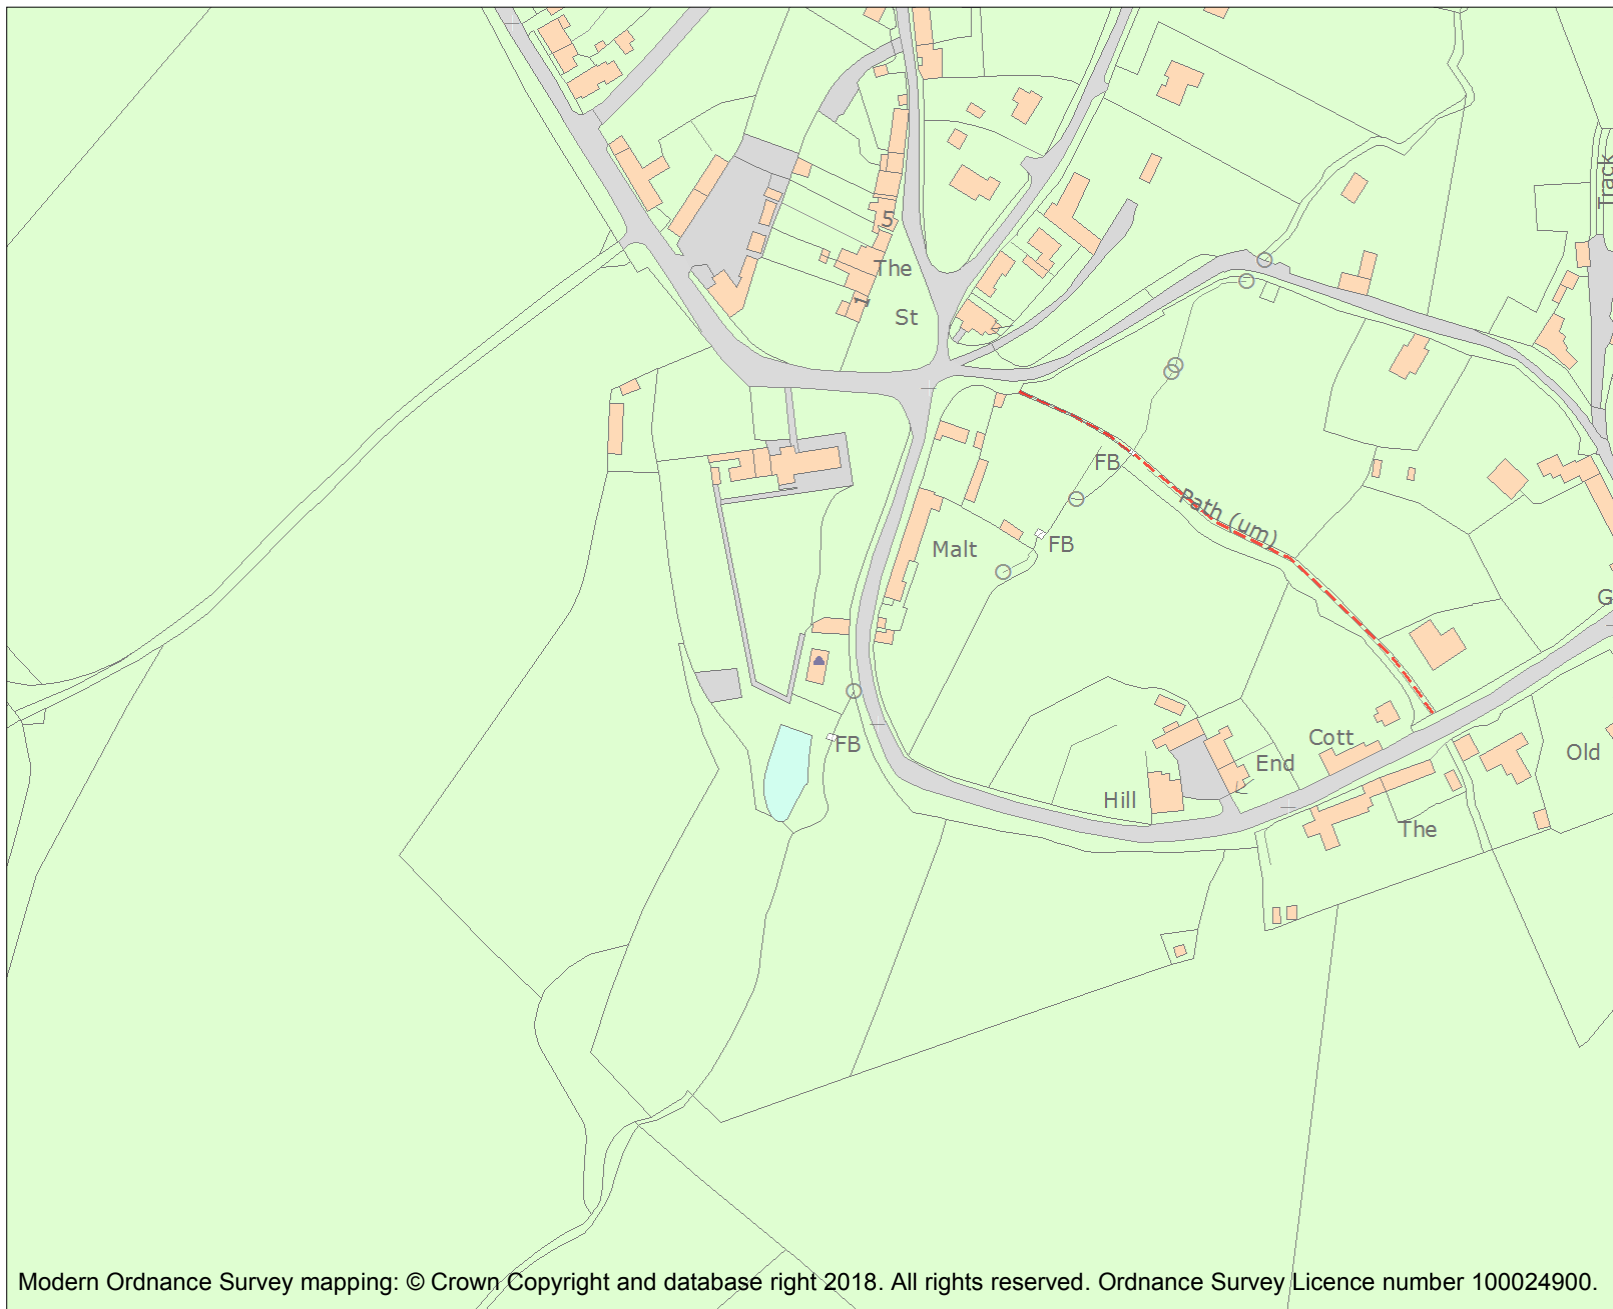 Track
5
The
1
St
FB
Path (um)
Malt
FB
G
FB
Cott
Old
End
Hill
The
Modern Ordnance Survey mapping: © Crown Copyright and database right 2018. All rights reserved. Ordnance Survey Licence number 100024900.